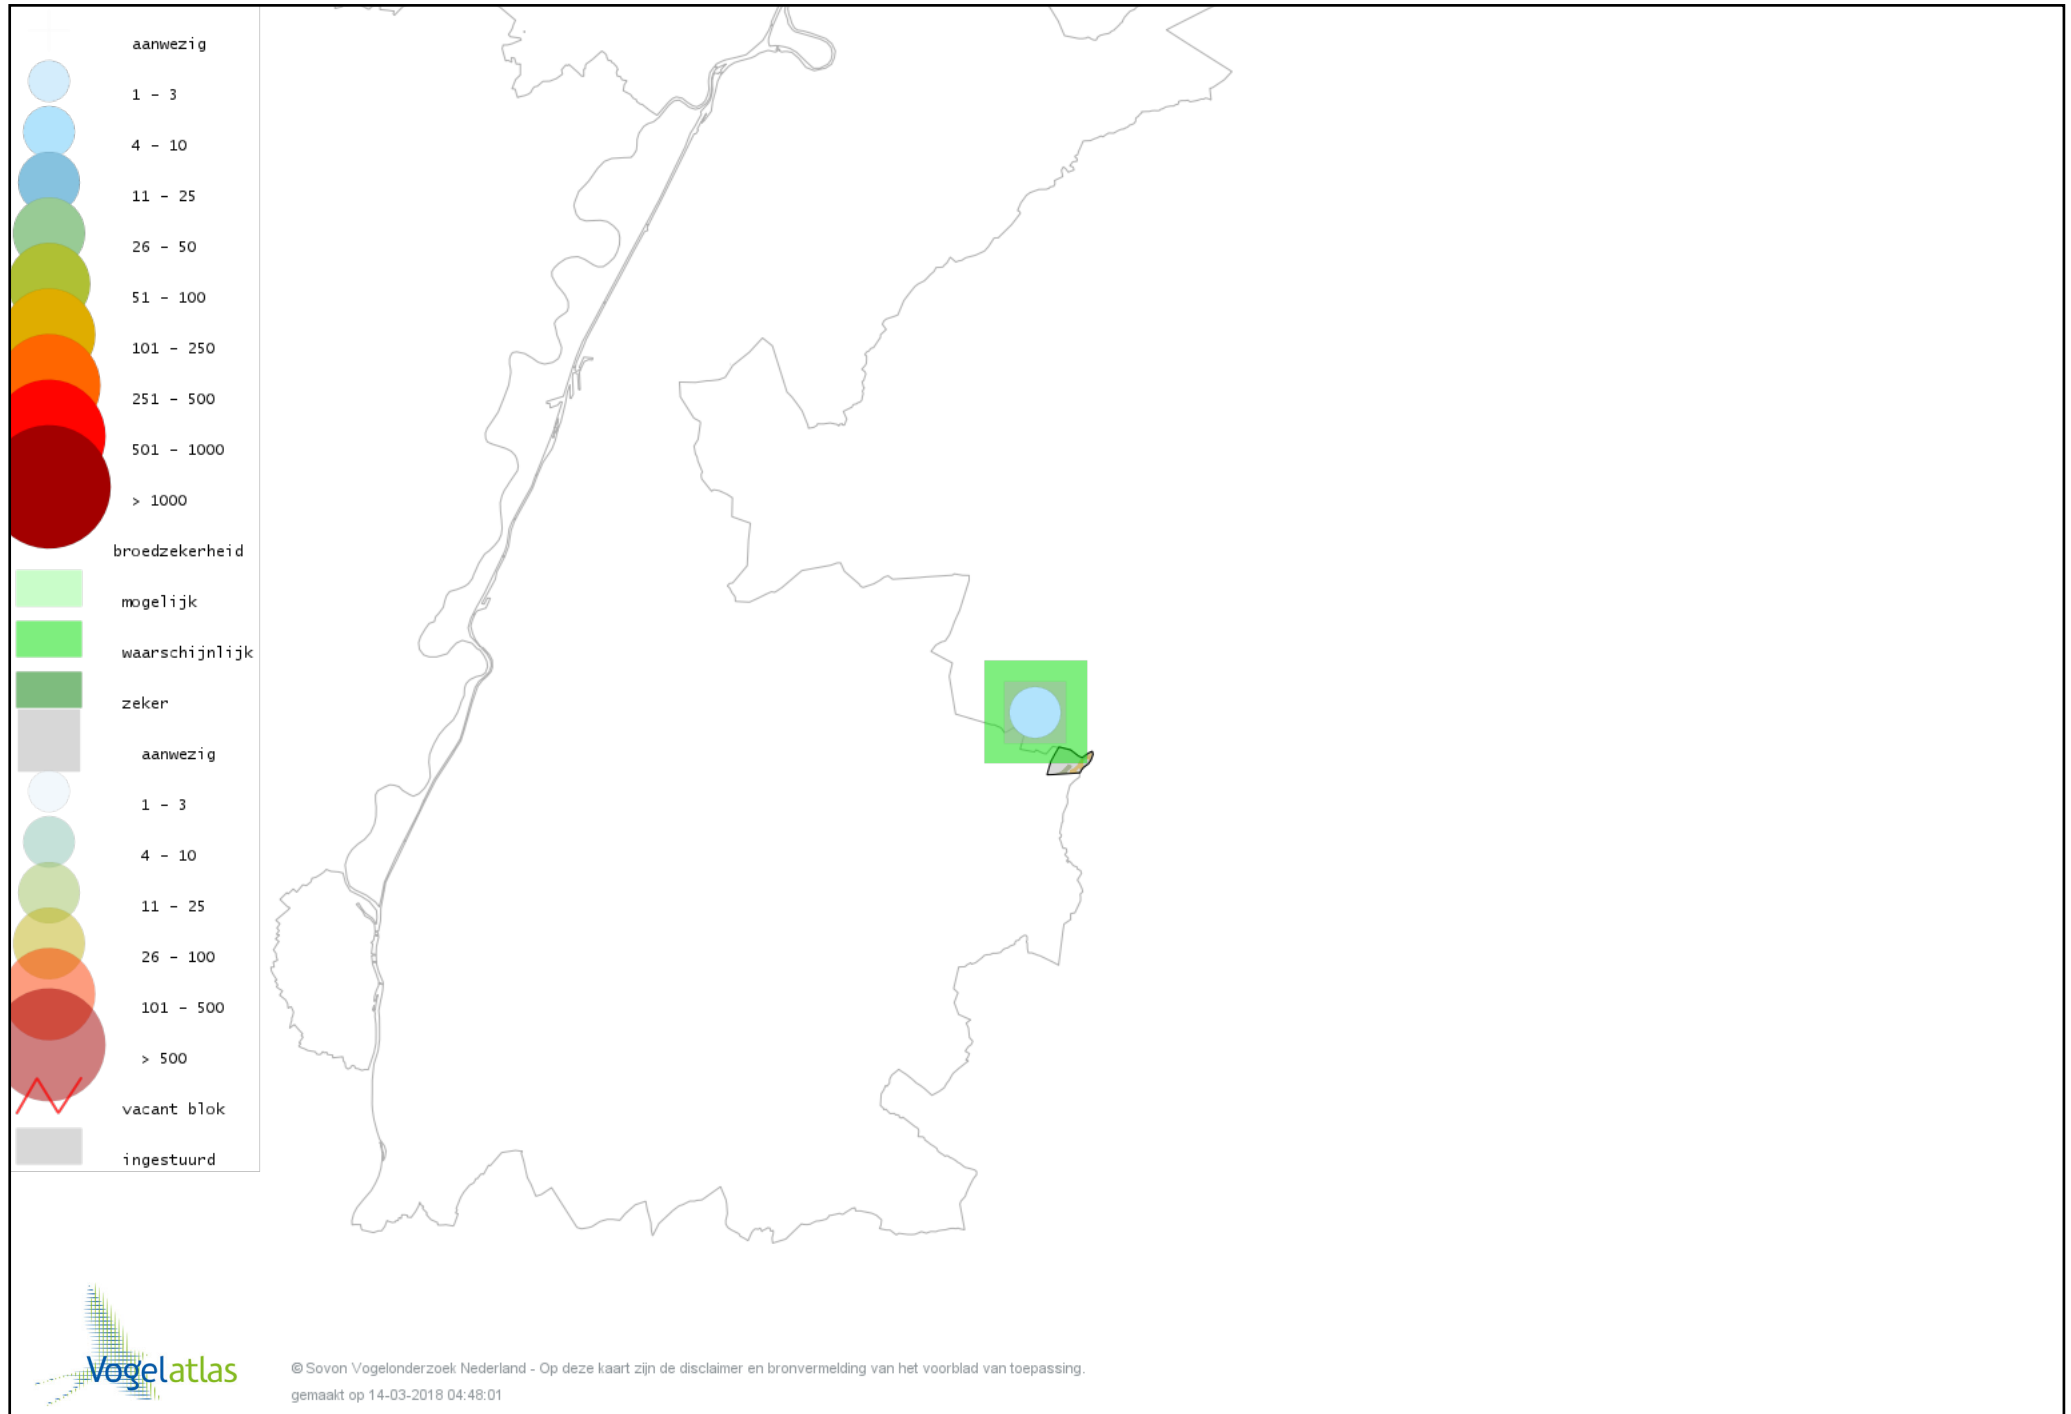 aanwezig
1 - 3
4 - 10
11 - 25
26 - 50
51 - 100
101 - 250
251 - 500
501 - 1000
> 1000
broedzekerheid
mogelijk
waarschijnlijk
zeker
aanwezig
1 - 3
4 - 10
11 - 25
26 - 100
101 - 500
> 500
vacant blok
ingestuurd
Vogelatlas
© Sovon Vogelonderzoek Nederland - Op deze kaart zijn de disclaimer en bronvermelding van het voorblad van toepassing.
gemaakt op 14-03-2018 04:48:01